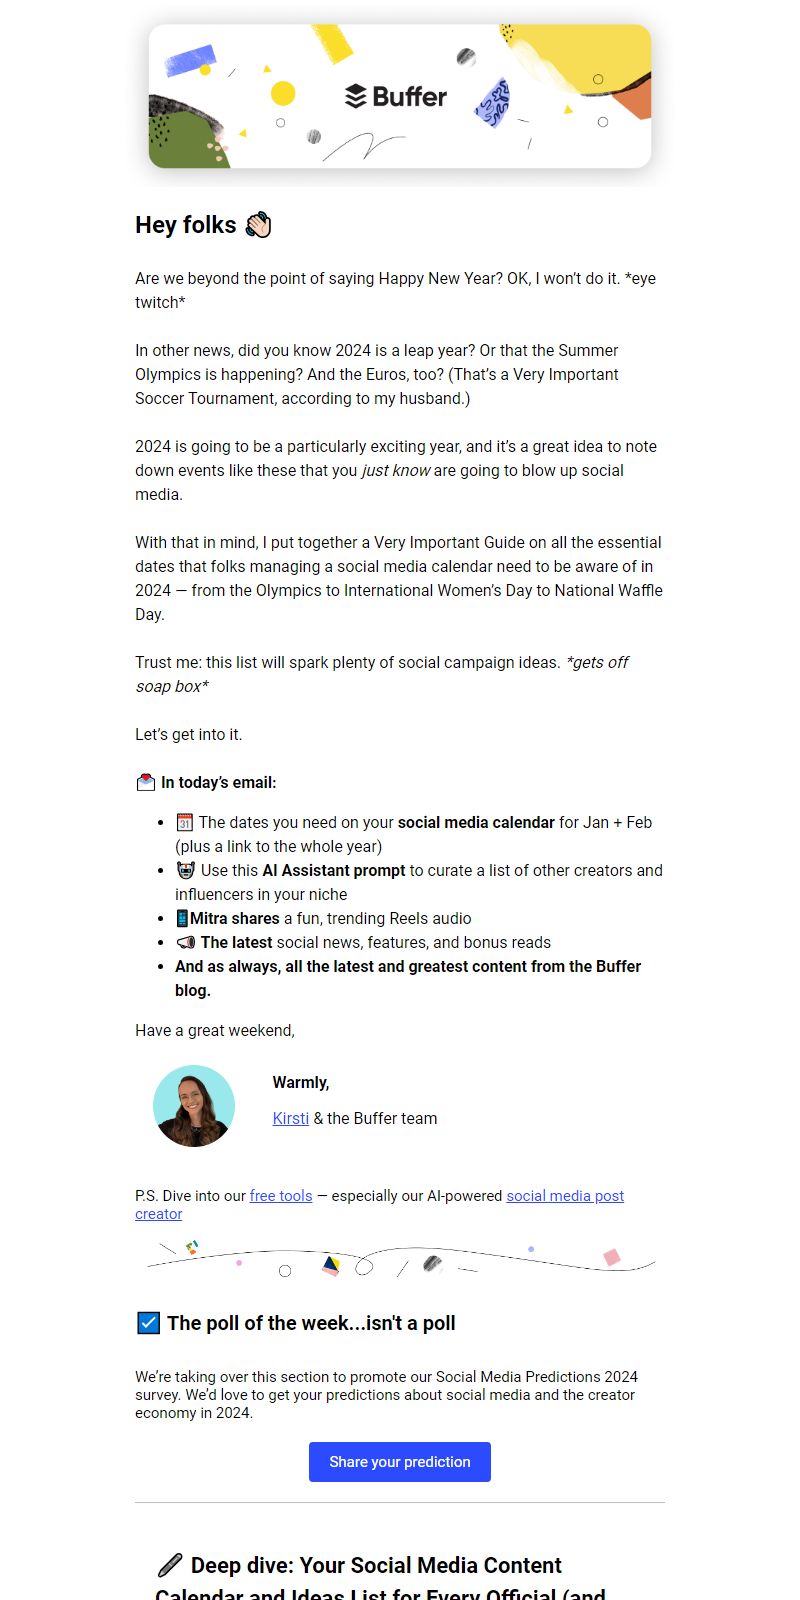 Buffer
Hey folks 👋🏻
Are we beyond the point of saying Happy New Year? OK, I won’t do it. *eye
twitch*
In other news, did you know 2024 is a leap year? Or that the Summer
Olympics is happening? And the Euros, too? (That’s a Very Important
Soccer Tournament, according to my husband.)
2024 is going to be a particularly exciting year, and it’s a great idea to note
down events like these that you just know are going to blow up social
media.
With that in mind, I put together a Very Important Guide on all the essential
dates that folks managing a social media calendar need to be aware of in
2024 — from the Olympics to International Women’s Day to National Waffle
Day.
Trust me: this list will spark plenty of social campaign ideas. *gets off
soap box*
Let’s get into it.
💌 In today’s email:
• 📅 The dates you need on your social media calendar for Jan + Feb
(plus a link to the whole year)
• 🤖 Use this AI Assistant prompt to curate a list of other creators and
influencers in your niche
• 📱Mitra shares a fun, trending Reels audio
• 📣 The latest social news, features, and bonus reads
• And as always, all the latest and greatest content from the Buffer
blog.
Have a great weekend,
Warmly,
Kirsti & the Buffer team
P.S. Dive into our free tools — especially our AI-powered social media post
creator
☑️ The poll of the week...isn't a poll
We’re taking over this section to promote our Social Media Predictions 2024
survey. We’d love to get your predictions about social media and the creator
economy in 2024.
Share your prediction
🖊️ Deep dive: Your Social Media Content
Calendar and Ideas List for Every Official (and